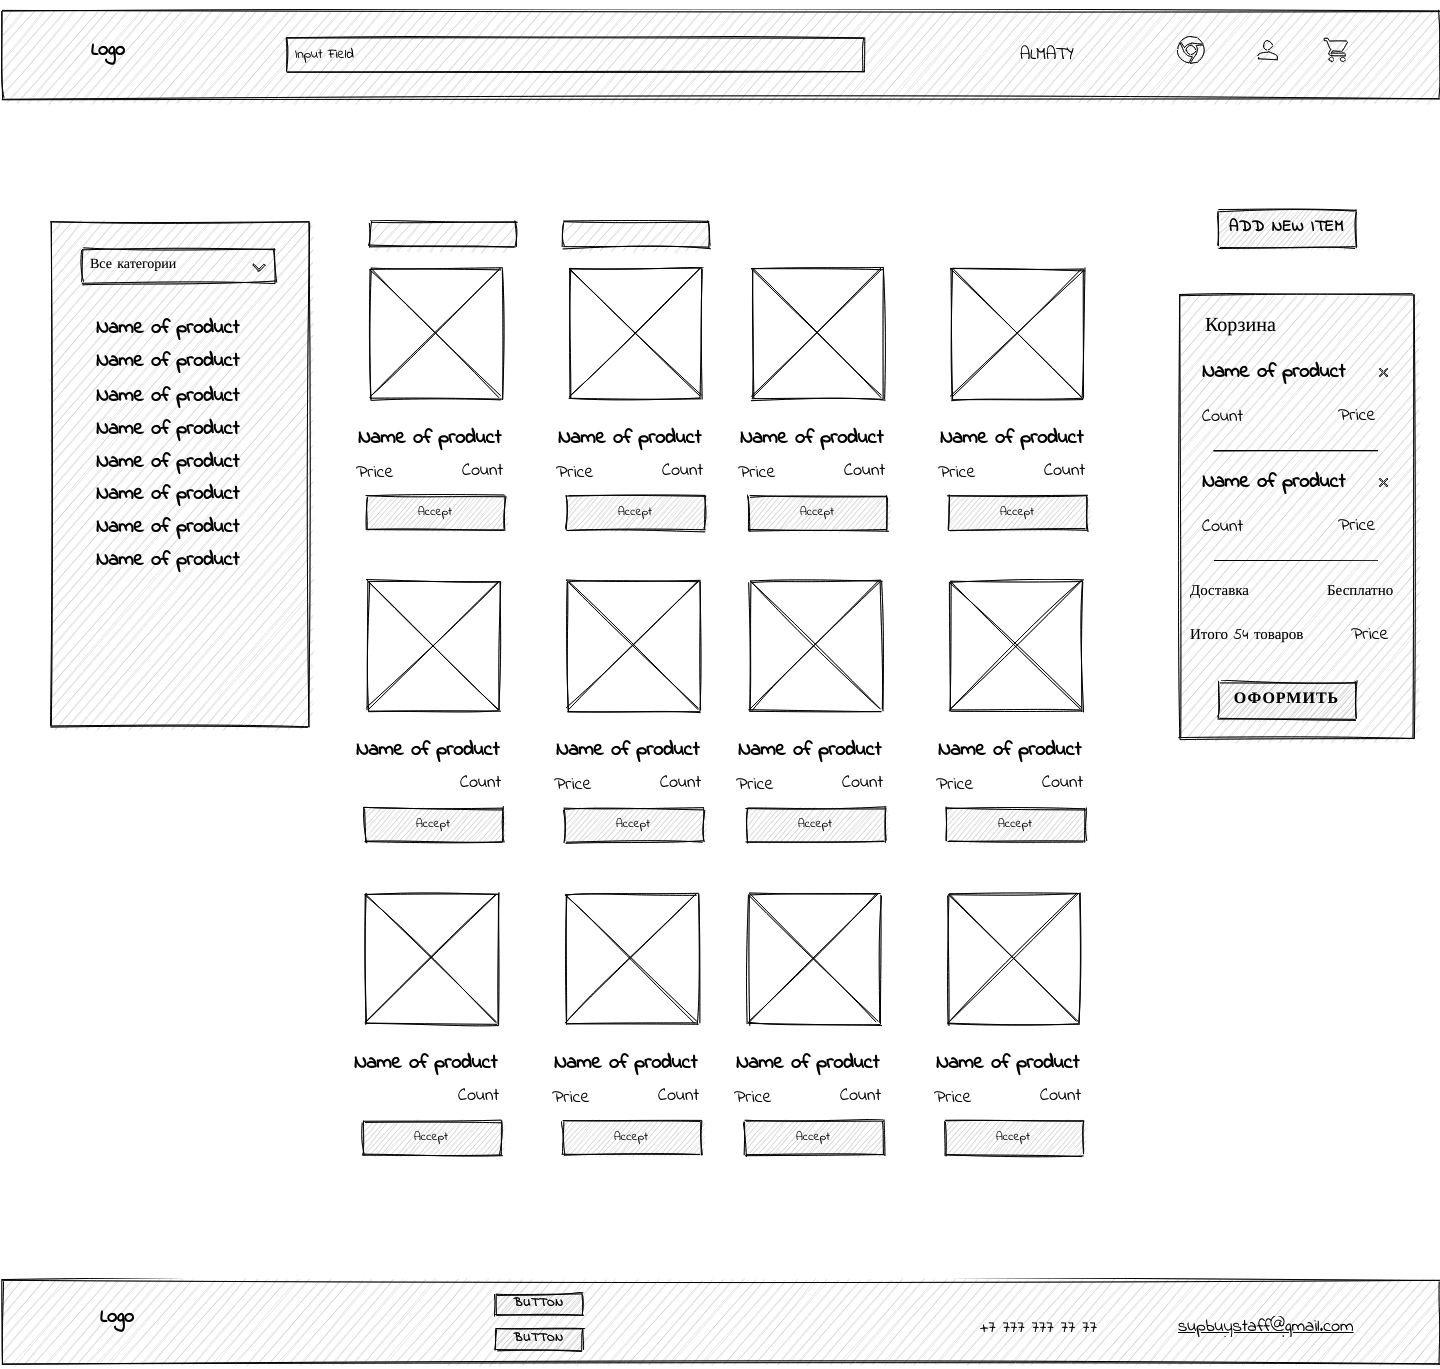 Logo
Input Field
ALMATY
Все категории
Name of product
Name of product
Name of product
Name of product
Name of product
Name of product
Name of product
Name of product
Name of product Name of product Name of product Name of product
Price Count Price Count Price Count Price Count
Accept Accept Accept Accept
Name of product Name of product Name of product Name of product
Count Price Count Price Count Price Count
Accept Accept Accept Accept
Name of product Name of product Name of product Name of product
Count Price Count Price Count Price Count
Accept Accept Accept Accept
ADD NEW ITEM
Корзина
Name of product
Count Price
Name of product
Count Price
Доставка Бесплатно
Итого 54 товаров Price
ОФОРМИТЬ
Logo
BUTTON
BUTTON
+7 777 777 77 77
supbuystaff@gmail.com